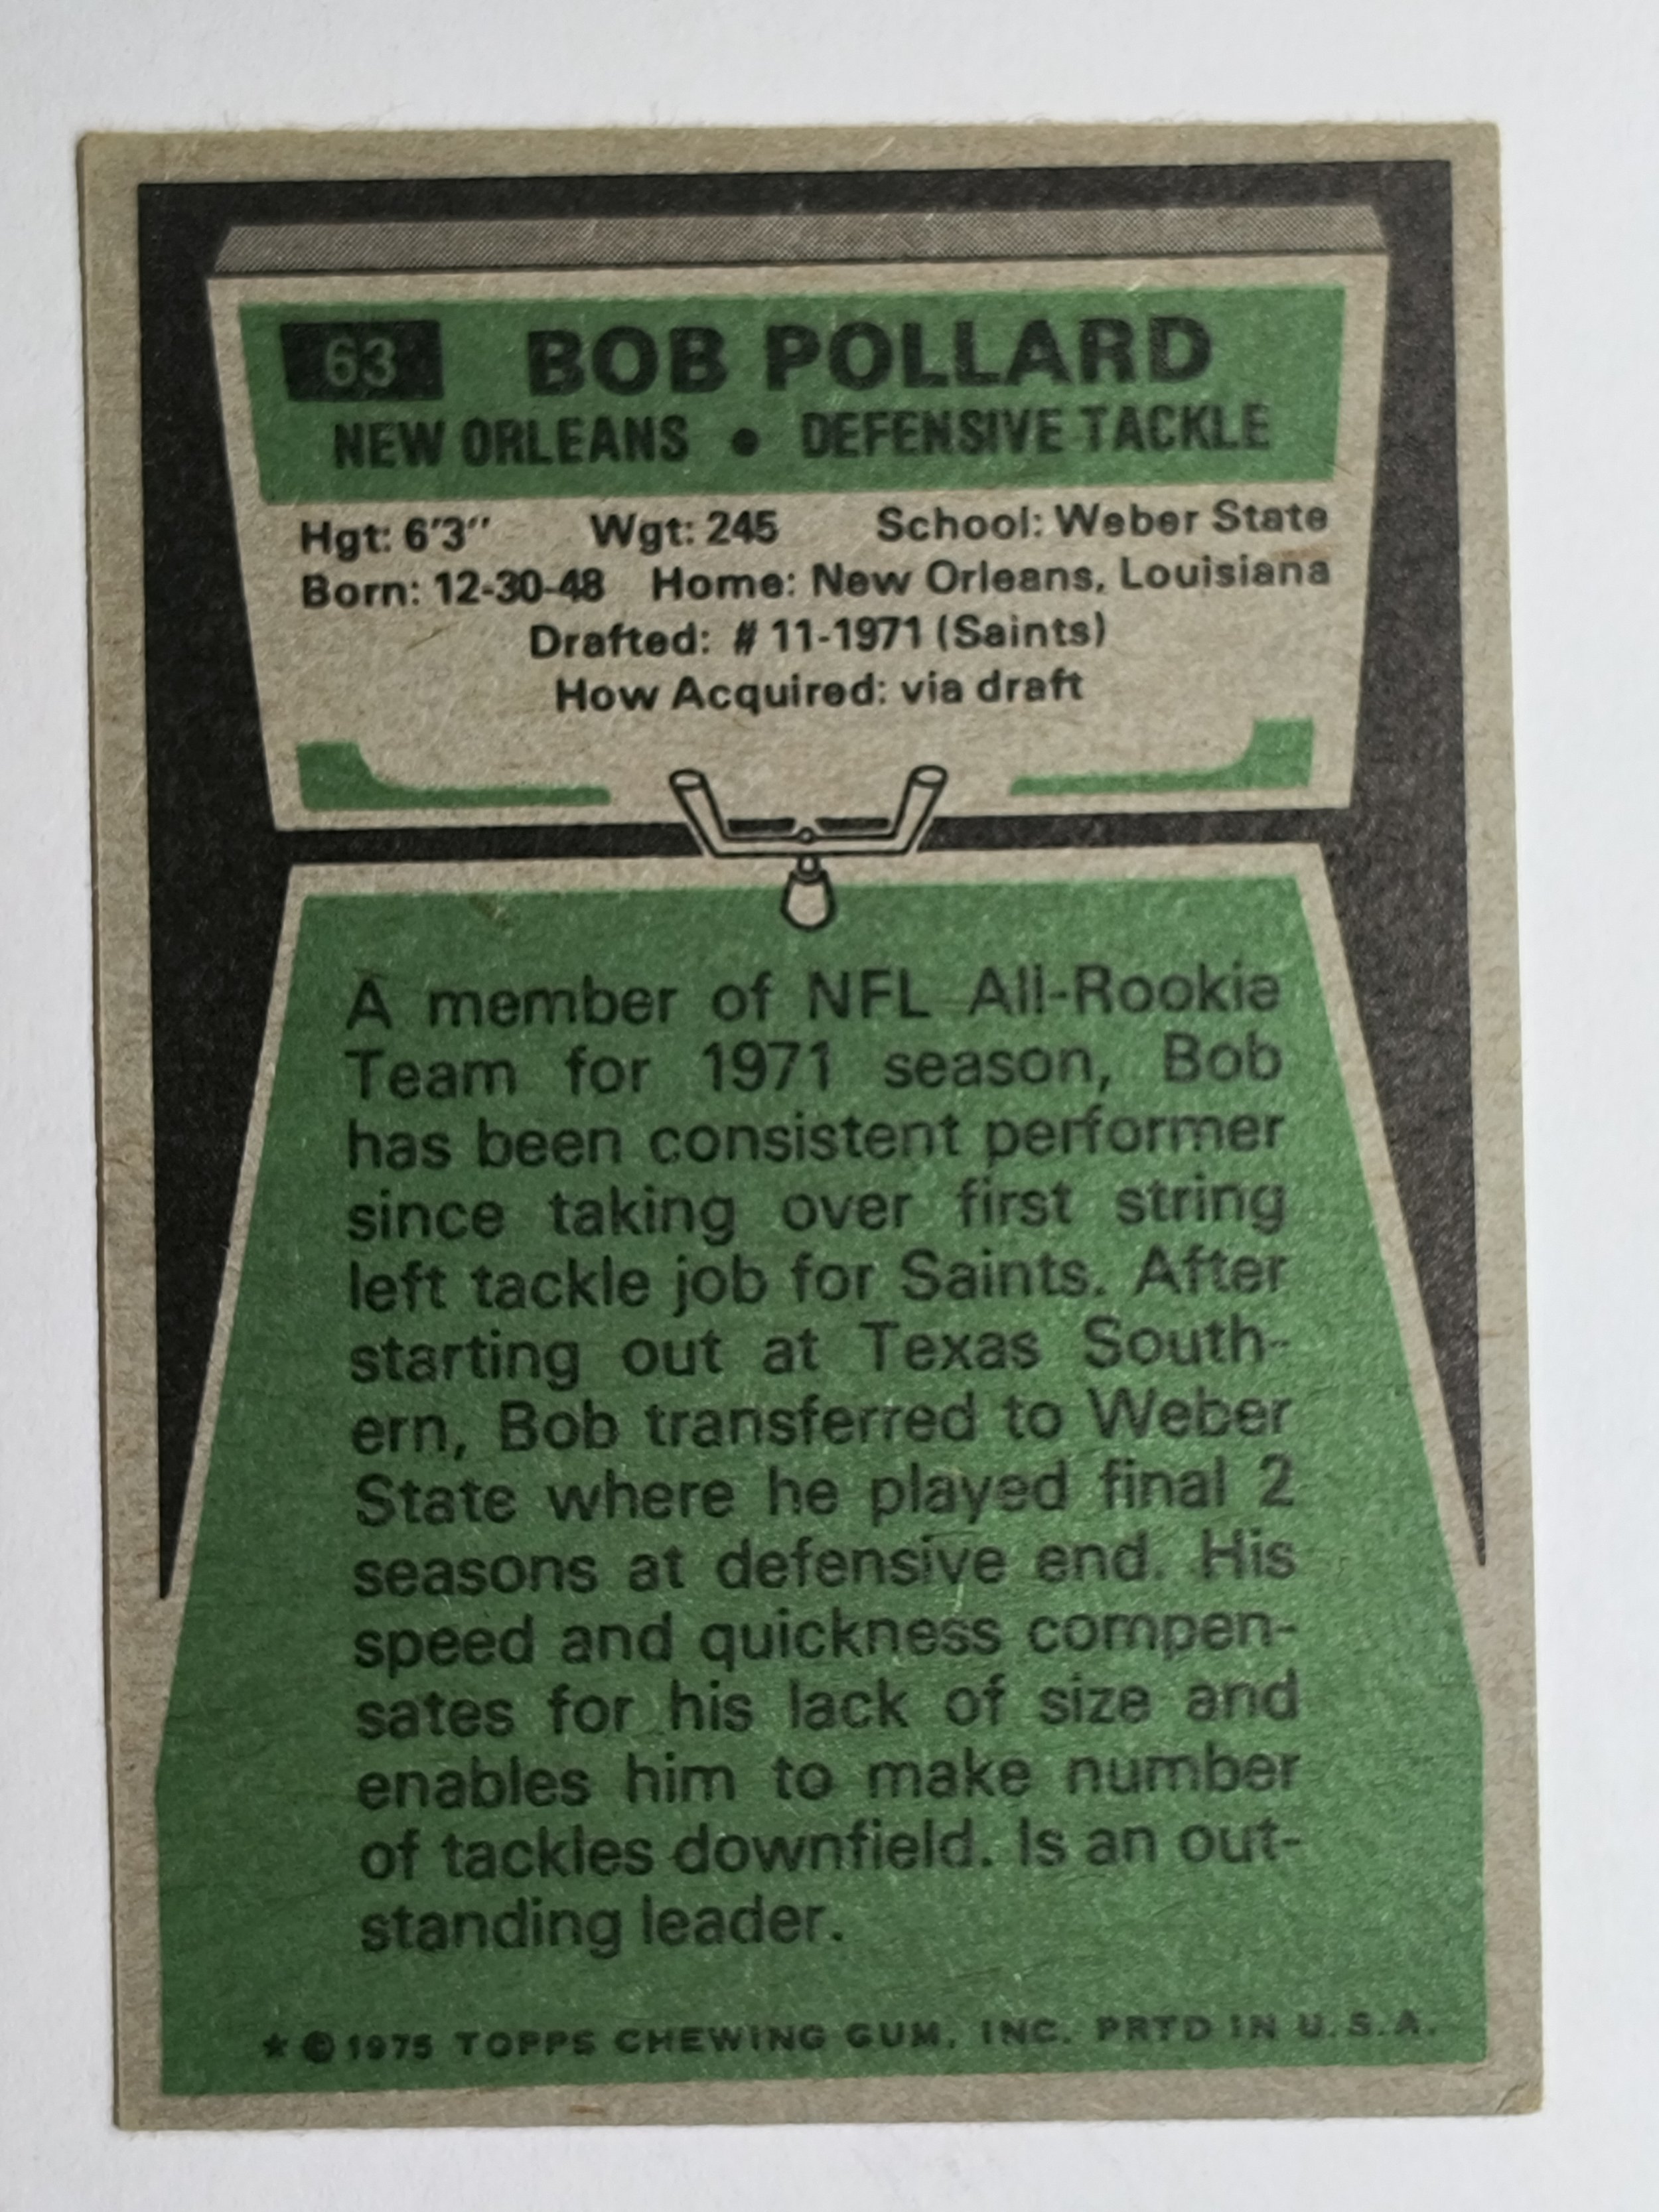 63 BOB POLLARD
NEW ORLEANS • DEFENSIVE TACKLE
Hgt: 6'3'' Wgt: 245 School: Weber State
Born: 12-30-48 Home: New Orleans, Louisiana
Drafted: # 11-1971 (Saints)
How Acquired: via draft
A member of NFL All-Rookie
Team for 1971 season, Bob
has been consistent performer
since taking over first string
left tackle job for Saints. After
starting out at Texas South-
ern, Bob transferred to Weber
State where he played final 2
seasons at defensive end. His
speed and quickness compen-
sates for his lack of size and
enables him to make number
of tackles downfield. Is an out-
standing leader.
★ © 1975 TOPPS CHEWING GUM, INC. PRTD IN U.S.A.